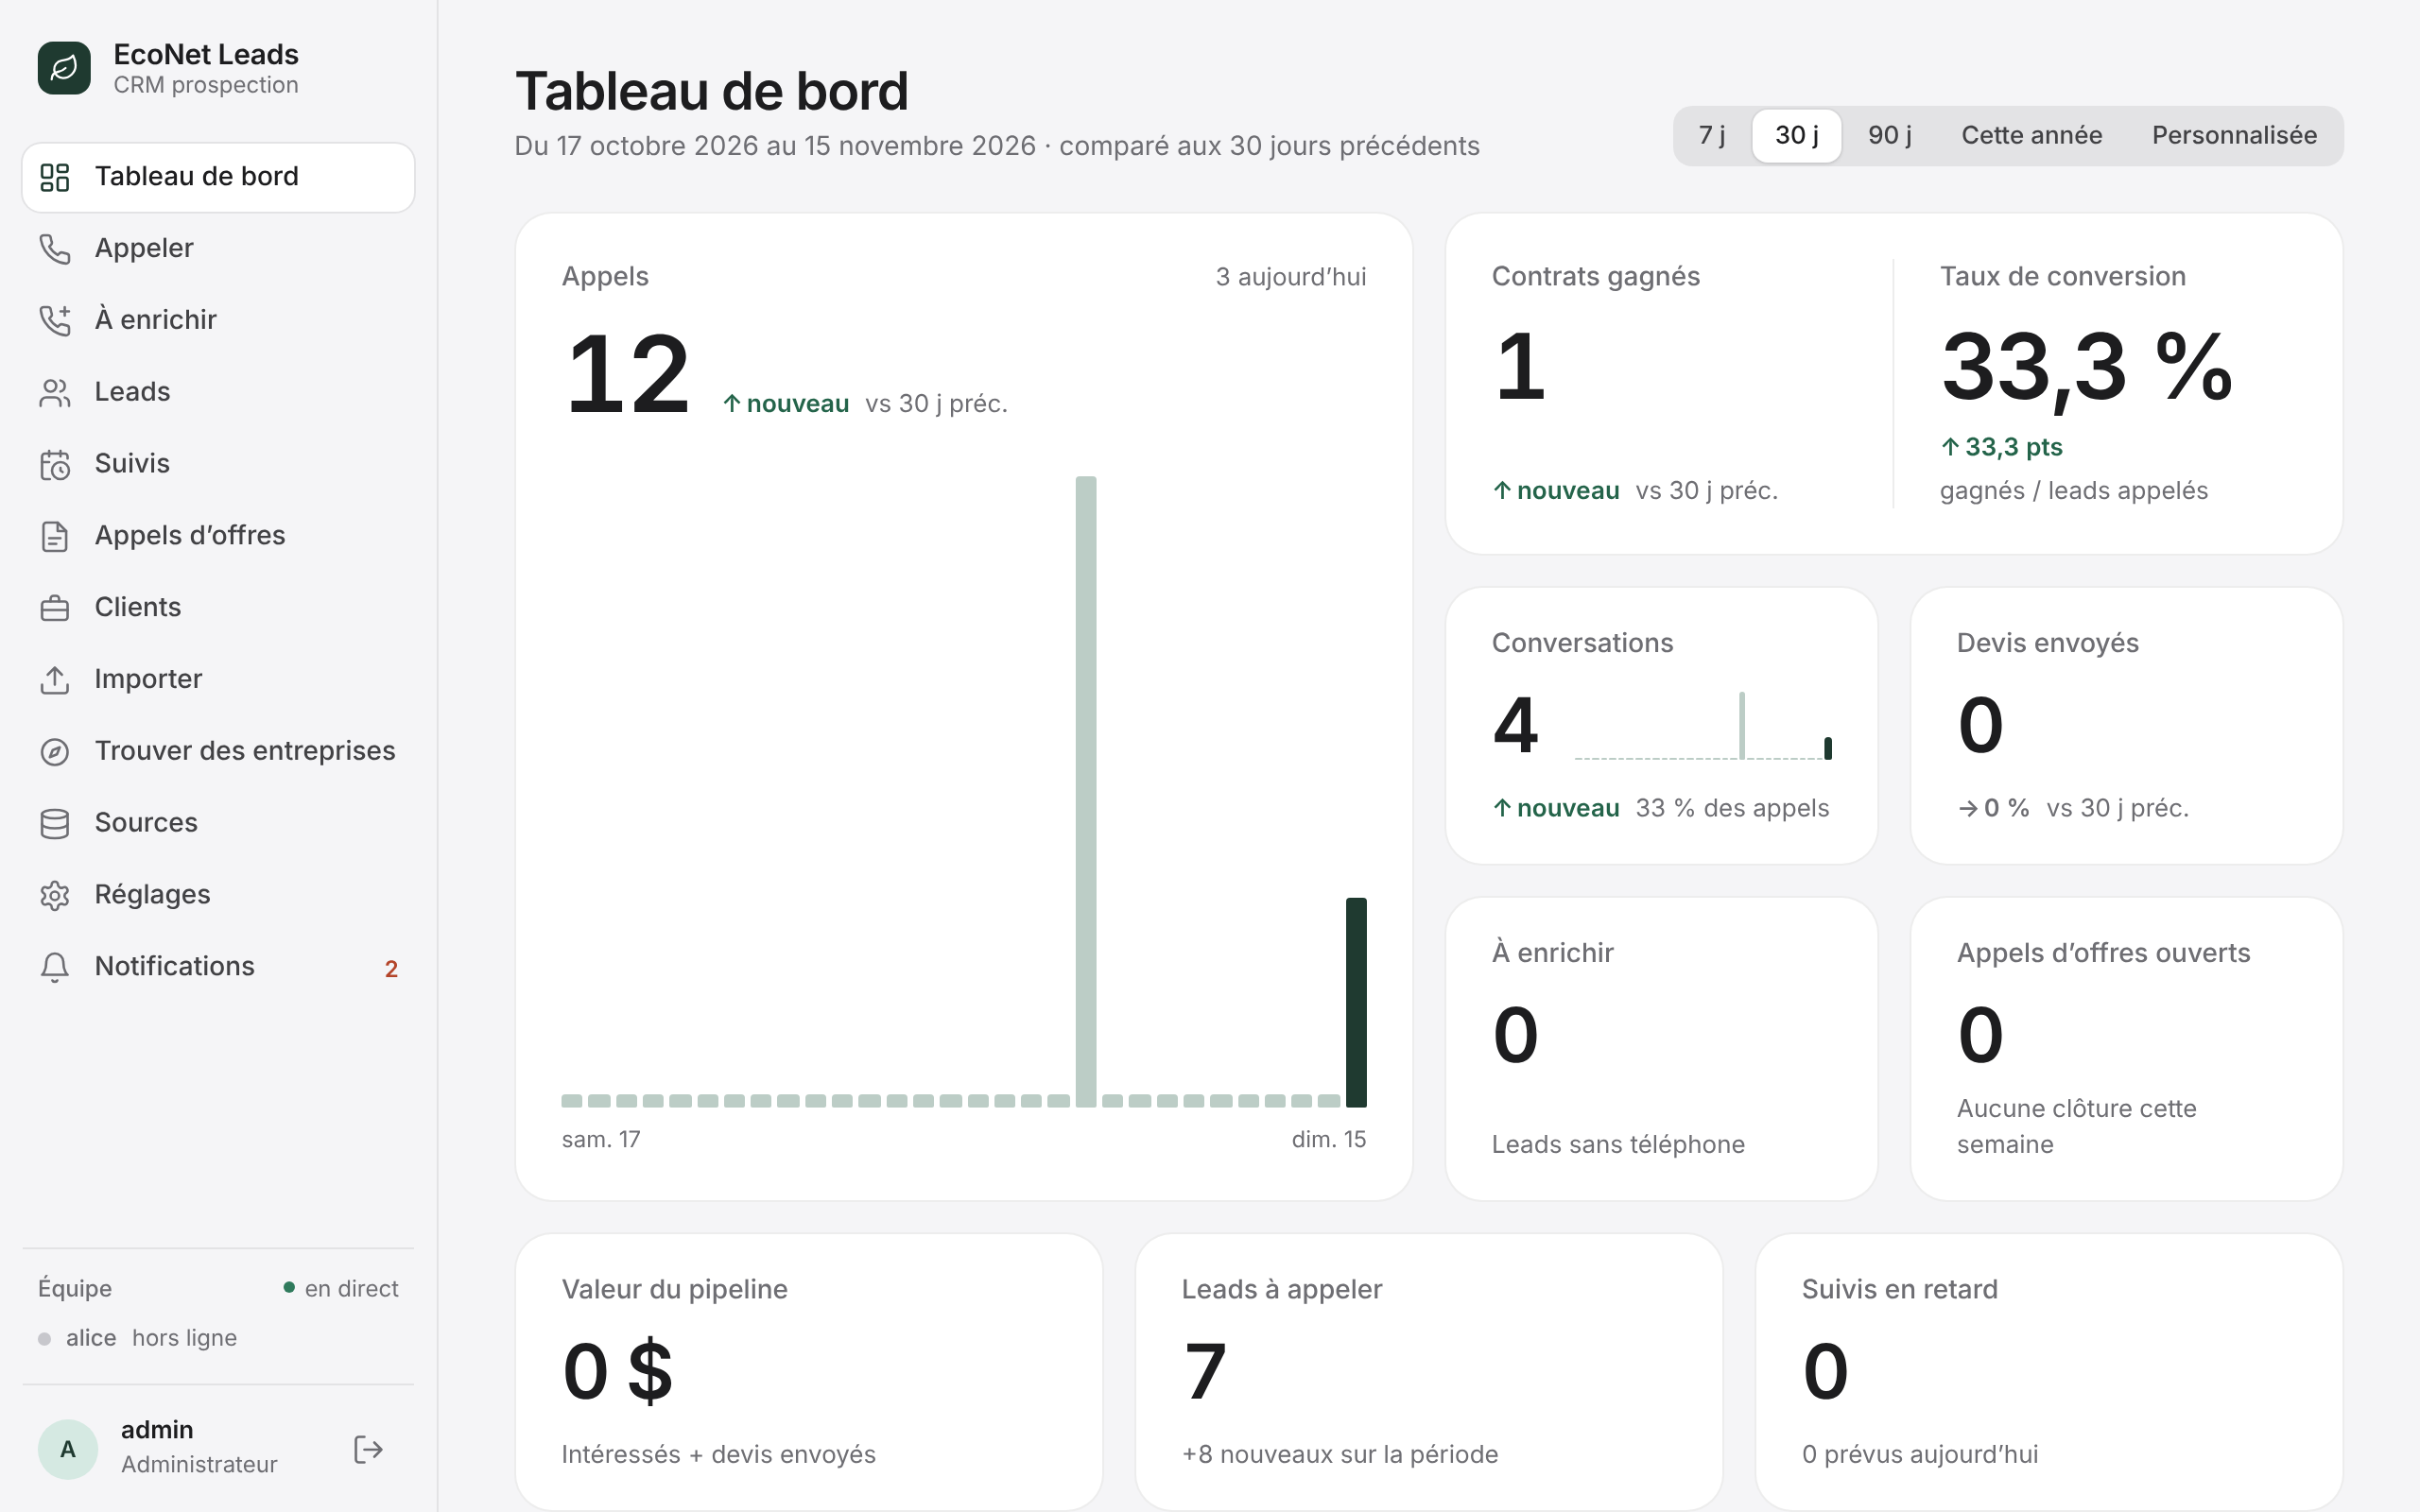 EcoNet Leads
CRM prospection
Tableau de bord
Appeler
À enrichir
Leads
Suivis
Appels d’offres
Clients
Importer
Trouver des entreprises
Sources
Réglages
Notifications 2
Équipe en direct
alice hors ligne
A
admin
Administrateur
Tableau de bord
Du 17 octobre 2026 au 15 novembre 2026 · comparé aux 30 jours précédents
7 j 30 j 90 j Cette année Personnalisée
Appels 3 aujourd’hui
12 ↑ nouveau vs 30 j préc.
sam. 17 dim. 15
Contrats gagnés
1
↑ nouveau vs 30 j préc.
Taux de conversion
33,3 %
↑ 33,3 pts
gagnés / leads appelés
Conversations
4
↑ nouveau 33 % des appels
Devis envoyés
0
→ 0 % vs 30 j préc.
À enrichir
0
Leads sans téléphone
Appels d’offres ouverts
0
Aucune clôture cette
semaine
Valeur du pipeline
0 $
Intéressés + devis envoyés
Leads à appeler
7
+8 nouveaux sur la période
Suivis en retard
0
0 prévus aujourd’hui